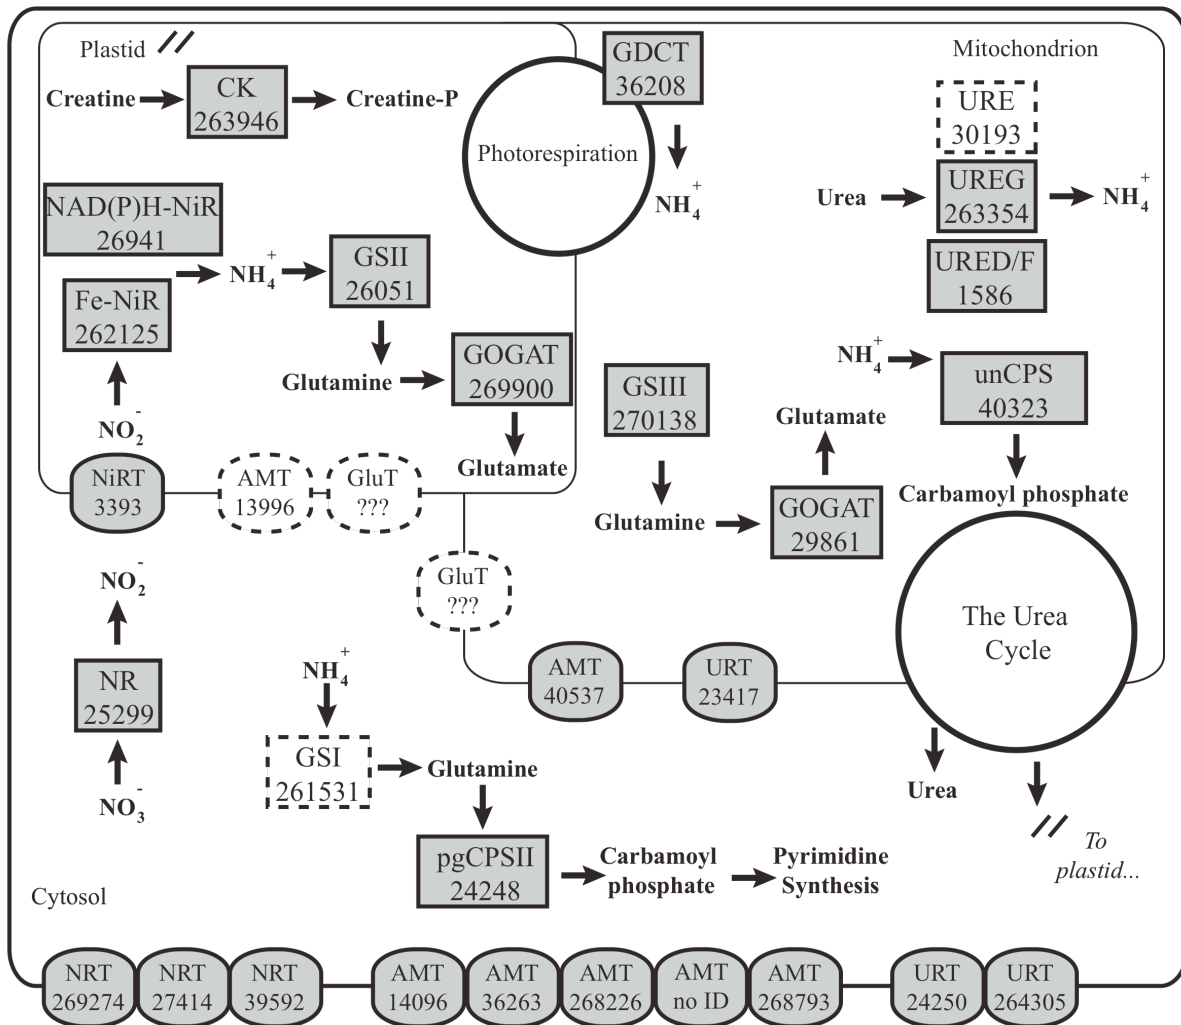 Plastid
Creatine
CK
263946
Creatine-P
Photorespiration
GDCT
36208
NH4+
Mitochondrion
URE
30193
Urea
UREG
263354
NH4+
URED/F
1586
NAD(P)H-NiR
26941
Fe-NiR
262125
NH4+
GSII
26051
Glutamine
GOGAT
269900
Glutamate
NO2-
NiRT
3393
AMT
13996
GluT
???
GluT
???
NH4+
unCPS
40323
Carbamoyl phosphate
GSIII
270138
Glutamine
GOGAT
29861
Glutamate
The Urea
Cycle
AMT
40537
URT
23417
Urea
To
plastid...
NO2-
NR
25299
NO3-
NH4+
GSI
261531
Glutamine
pgCPSII
24248
Carbamoyl
phosphate
Pyrimidine
Synthesis
Cytosol
NRT
269274
NRT
27414
NRT
39592
AMT
14096
AMT
36263
AMT
268226
AMT
no ID
AMT
268793
URT
24250
URT
264305